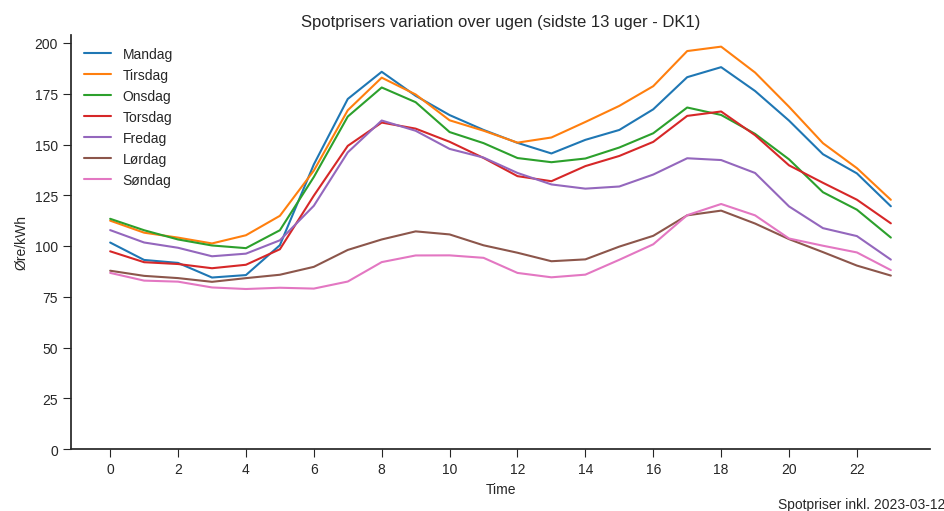 Spotprisers variation over ugen (sidste 13 uger - DK1)
Øre/kWh
200
175
150
125
100
75
50
25
0
Mandag
Tirsdag
Onsdag
Torsdag
Fredag
Lørdag
Søndag
0 2 4 6 8 10 12 14 16 18 20 22
Time
Spotpriser inkl. 2023-03-12